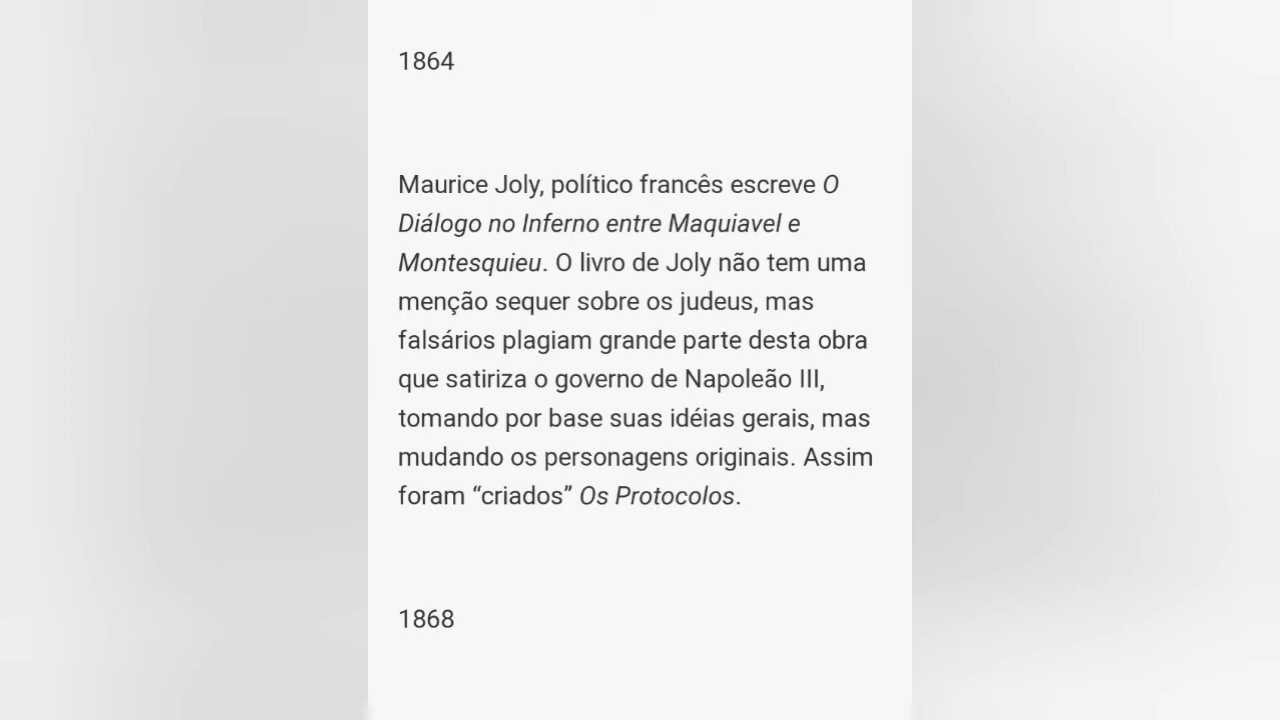 1864
Maurice Joly, político francês escreve O
Diálogo no Inferno entre Maquiavel e
Montesquieu. O livro de Joly não tem uma
menção sequer sobre os judeus, mas
falsários plagiam grande parte desta obra
que satiriza o governo de Napoleão III,
tomando por base suas idéias gerais, mas
mudando os personagens originais. Assim
foram “criados” Os Protocolos.
1868